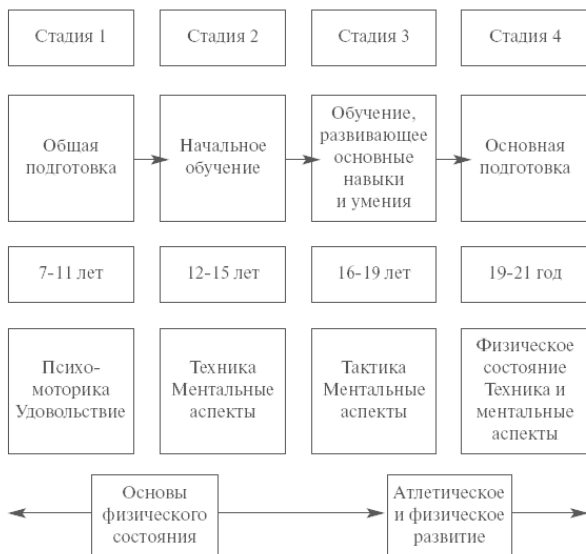 Стадия 1
Стадия 2
Стадия 3
Стадия 4
Общая
подготовка
Начальное
обучение
Обучение,
развивающее
основные
навыки
и умения
Основная
подготовка
7-11 лет
12-15 лет
16-19 лет
19-21 год
Психо-
моторика
Удовольствие
Техника
Ментальные
аспекты
Тактика
Ментальные
аспекты
Физическое
состояние
Техника и
ментальные
аспекты
Основы
физического
состояния
Атлетическое
и физическое
развитие